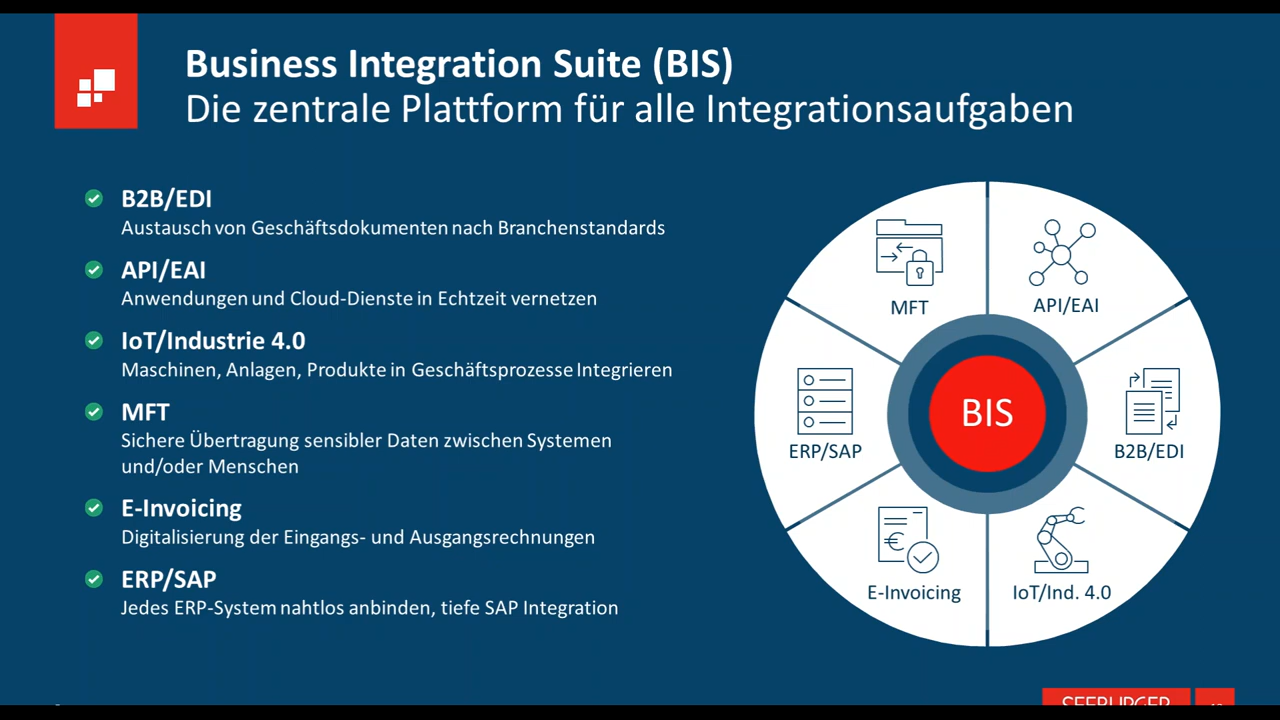 Business Integration Suite (BIS)
Die zentrale Plattform für alle Integrationsaufgaben
B2B/EDI
Austausch von Geschäftsdokumenten nach Branchenstandards
API/EAI
Anwendungen und Cloud-Dienste in Echtzeit vernetzen
IoT/Industrie 4.0
Maschinen, Anlagen, Produkte in Geschäftsprozesse Integrieren
MFT
Sichere Übertragung sensibler Daten zwischen Systemen
und/oder Menschen
E-Invoicing
Digitalisierung der Eingangs- und Ausgangsrechnungen
ERP/SAP
Jedes ERP-System nahtlos anbinden, tiefe SAP Integration
MFT
API/EAI
ERP/SAP
BIS
B2B/EDI
E-Invoicing
IoT/Ind. 4.0
SEEBURGER